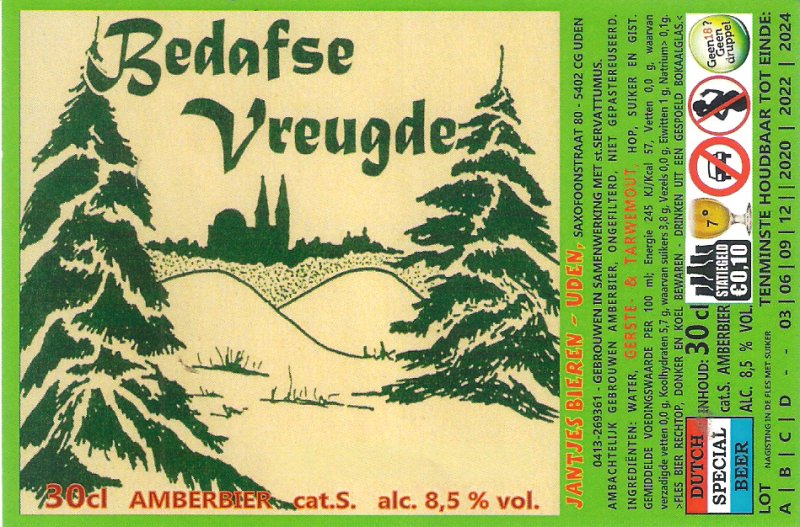 Bedafse
Vreugde
30cl AMBERBIER cat.S. alc. 8,5 % vol.
JANTJES BIEREN - UDEN, SAXOFOONSTRAAT 80 - 5402 CG UDEN
0413-269361 - GEBROUWEN IN SAMENWERKING MET st.SERVATTUMUS.
AMBACHTELIJK GEBROUWEN AMBERBIER, ONGEFILTERD, NIET GEPASTEREUSEERD.
INGREDIËNTEN: WATER, GERSTE- & TARWEMOUT, HOP, SUIKER EN GIST.
GEMIDDELDE VOEDINGSWAARDE PER 100 ml; Energie 245 KJ/Kcal 57, Vetten 0,0 g, waarvan
verzadigde vetten 0,0 g, Koolhydraten 5,7 g, waarvan suikers 3,8 g, Vezels 0,0 g, Eiwitten 1 g, Natrium> 0,1g.
>FLES BIER RECHTOP, DONKER EN KOEL BEWAREN - DRINKEN UIT EEN GESPOELD BOKAALGLAS.<
DUTCH
SPECIAL
BEER
INHOUD: 30 cl
cat.S. AMBERBIER
ALC. 8,5 % VOL.
STATIEGELD
€0,10
7°
Geen18?
Geen
druppel
NAGISTING IN DE FLES MET SUIKER
LOT TENMINSTE HOUDBAAR TOT EINDE:
A | B | C | D - - 03 | 06 | 09 | 12 || 2020 | 2022 | 2024